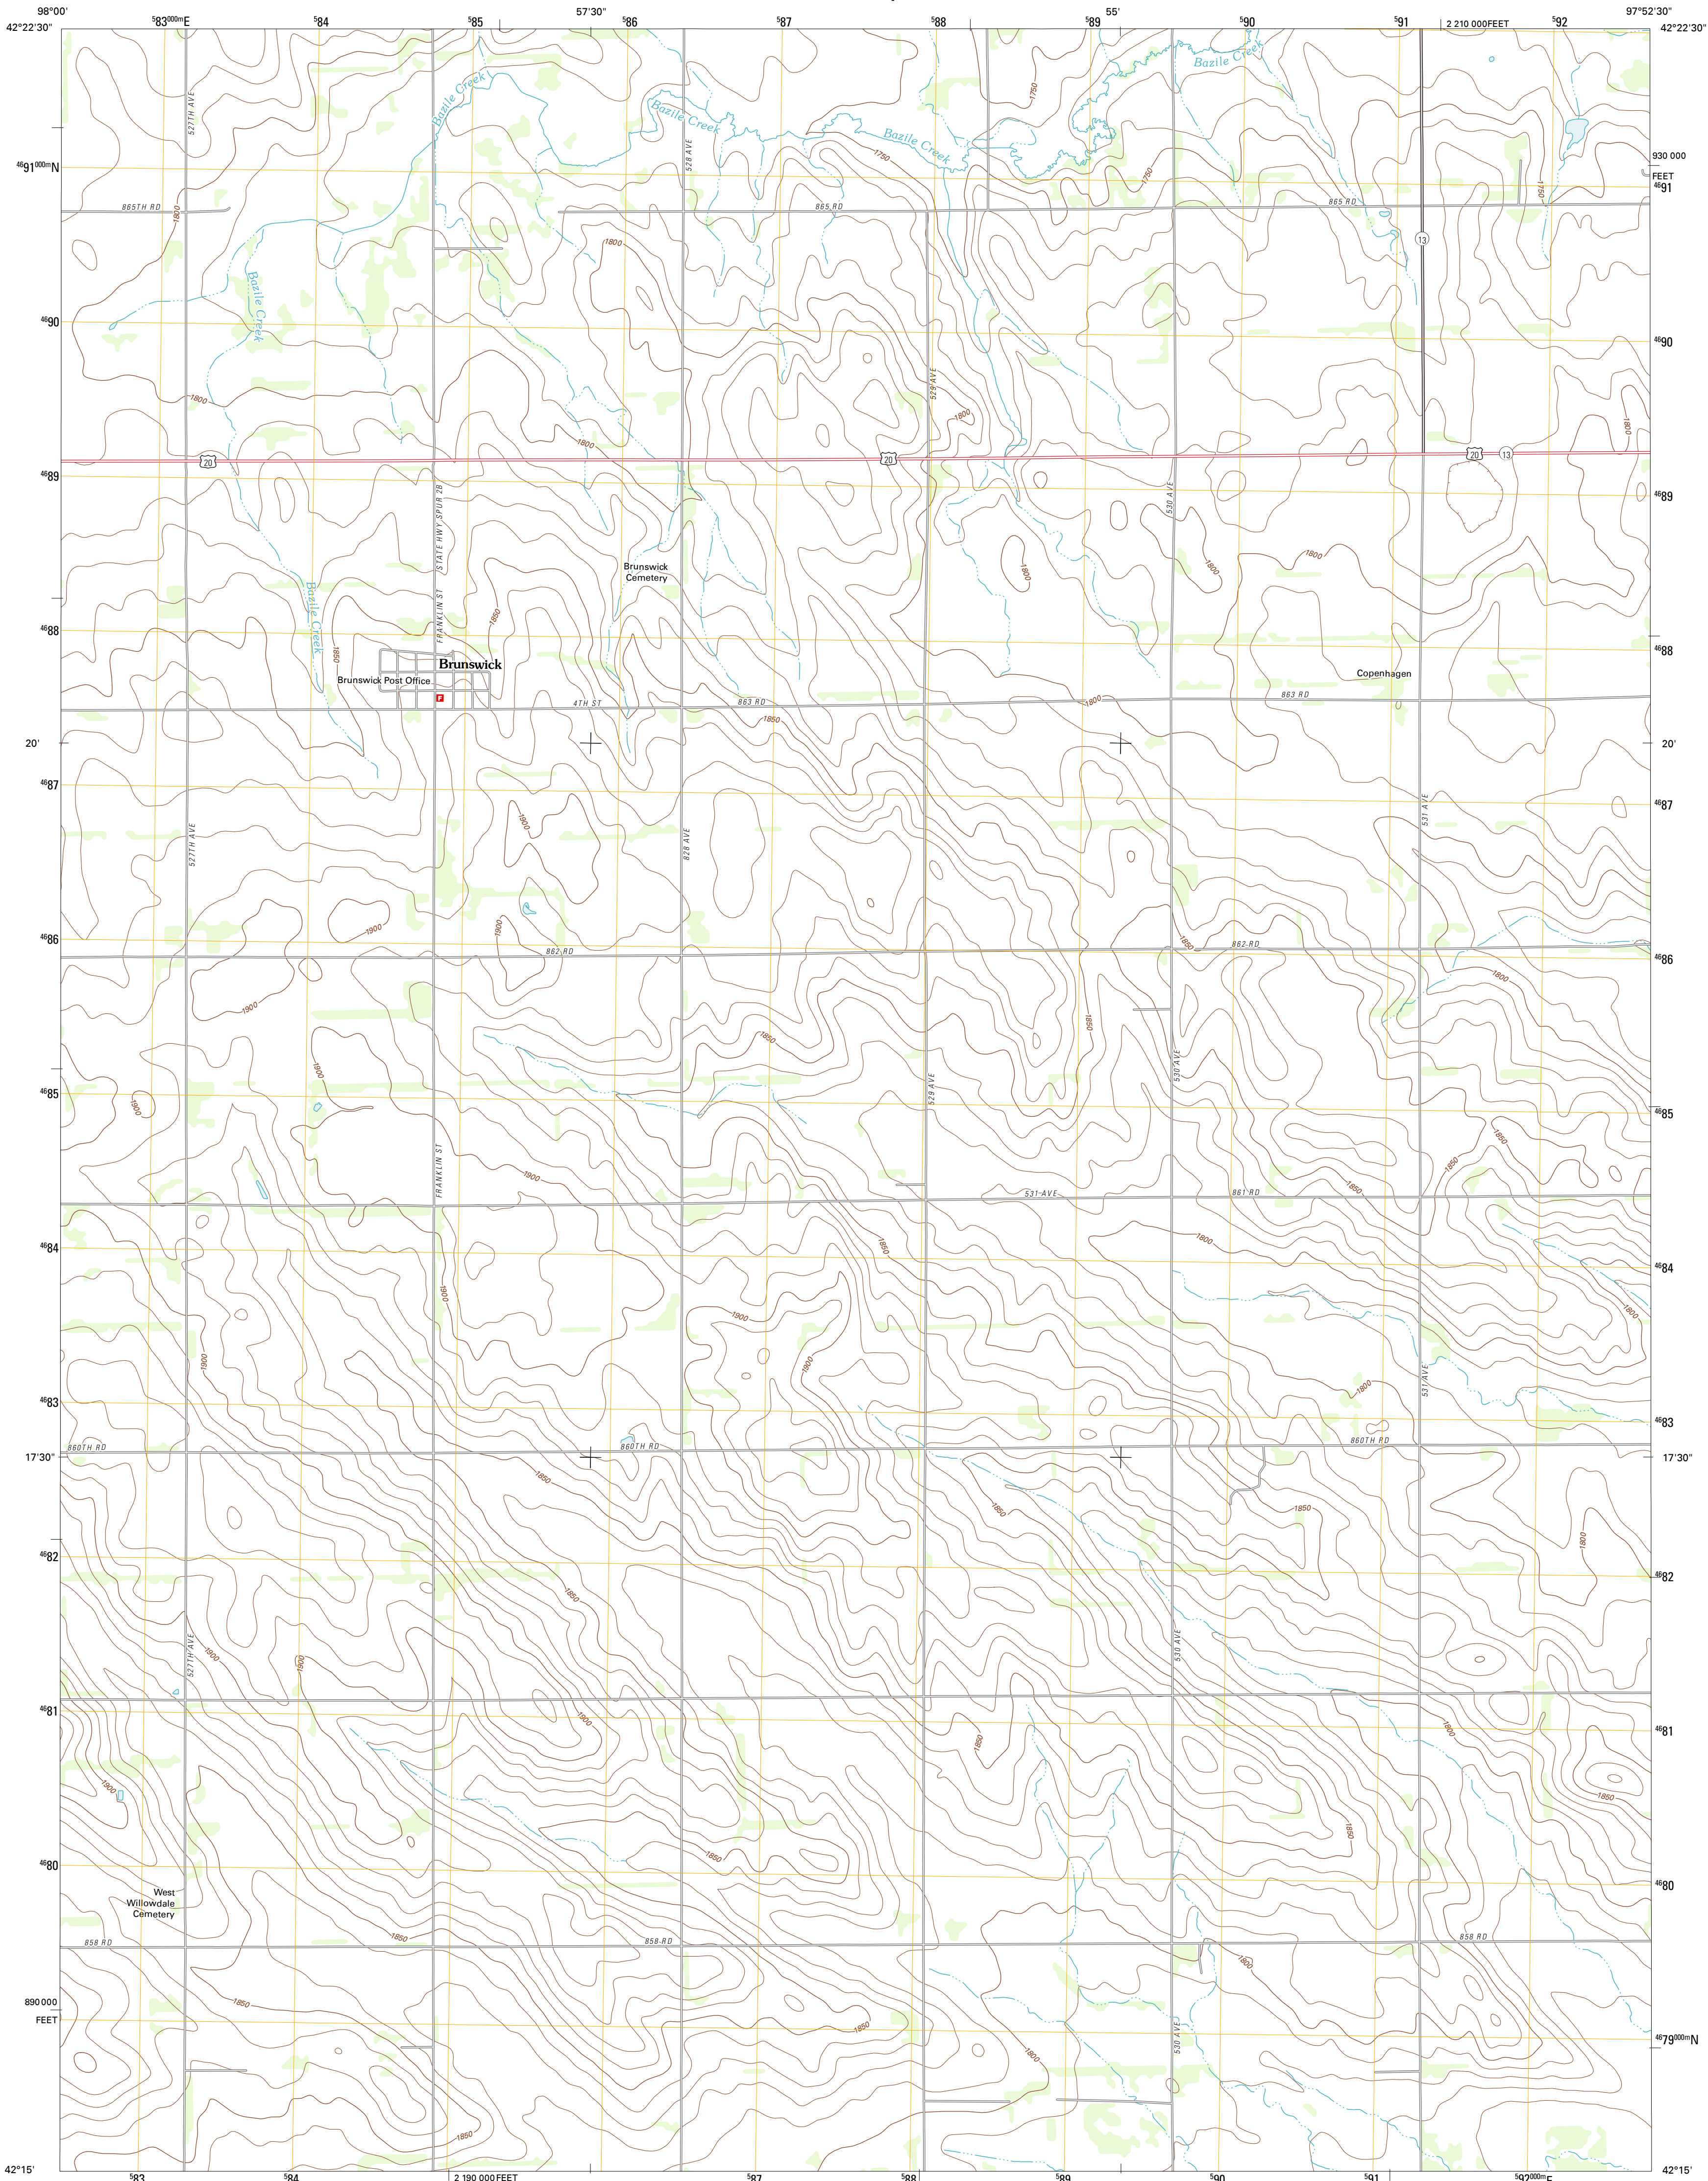 98°00' 583000mE 584 585 57'30" 586 587 588 589 55' 590 591 2 210 000FEET 592 97°52'30"
42°22'30" 42°22'30"
Bazile Creek
Bazile Creek
Bazile Creek
Bazile Creek
527TH AVE
528 AVE
1750
1750
1750
1750
4691000mN
930 000
FEET
4691
865TH RD
1800
865 RD
865 RD
13
1800
Bazile Creek
4690
4690
529 AVE
1800
1800
1800
1800
20
20
20
13
4689
4689
STATE HWY SPUR 2B
530 AVE
1800
1800
1800
Brunswick
Cemetery
Bazile Creek
FRANKLIN ST
1850
4688
4688
1850
Brunswick
Brunswick Post Office
F
Copenhagen
4TH ST
863 RD
1800
863 RD
1850
20'
20'
4687
4687
527TH AVE
1900
828 AVE
531 AVE
1900
1900
1850
4686
862 RD
862 RD
4686
1800
1900
1850
1850
1900
530 AVE
529 AVE
4685
1900
4685
1850
FRANKLIN ST
1900
1850
1850
531 AVE
861 RD
4684
1850
1800
4684
1900
1900
1800
1900
1900
531 AVE
1800
4683
4683
860TH RD
860TH RD
860TH RD
17'30"
17'30"
1850
1850
1850
1800
4682
4682
1850
527TH AVE
1900
1900
530 AVE
4681
1900
1850
1800
4681
1900
1850
1850
1850
4680
4680
West
Willowdale
Cemetery
1850
858 RD
858 RD
858 RD
1800
890 000
FEET
1850
1850
1800
530 AVE
4679000mN
1850
42°15' 42°15'
583 584 2 190 000 FEET 587 588 589 590 591 592000mE